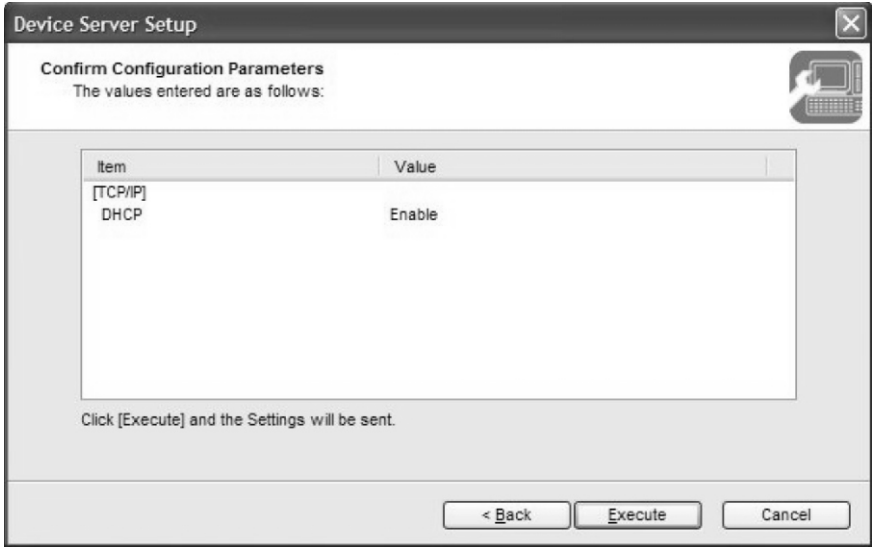 Device Server Setup
Confirm Configuration Parameters
The values entered are as follows:
Item Value
[TCP/IP]
DHCP Enable
Click [Execute] and the Settings will be sent.
< Back Execute Cancel